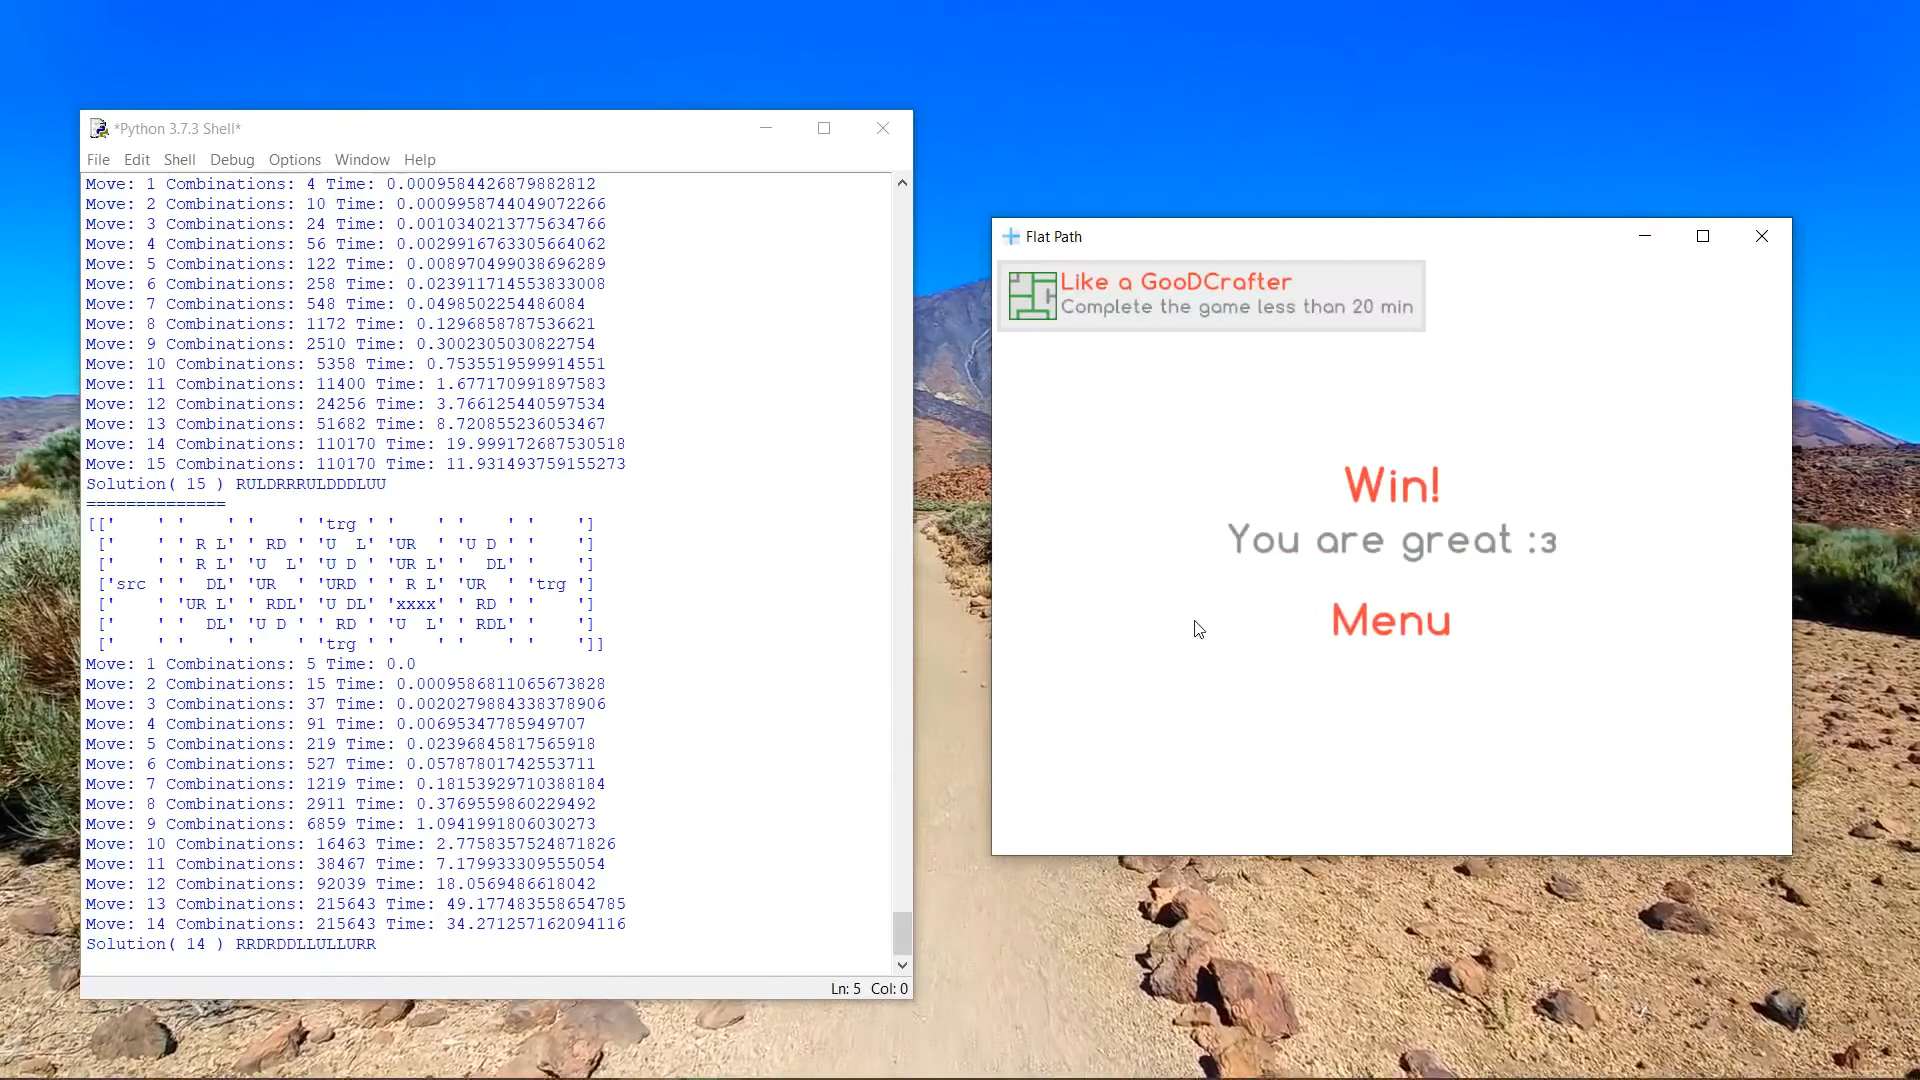 *Python 3.7.3 Shell*
File Edit Shell Debug Options Window Help
Move: 1 Combinations: 4 Time: 0.0009584426879882812
Move: 2 Combinations: 10 Time: 0.0009958744049072266
Move: 3 Combinations: 24 Time: 0.0010340213775634766
Move: 4 Combinations: 56 Time: 0.0029916763305664062
Move: 5 Combinations: 122 Time: 0.008970499038696289
Move: 6 Combinations: 258 Time: 0.023911714553833008
Move: 7 Combinations: 548 Time: 0.0498502254486084
Move: 8 Combinations: 1172 Time: 0.1296858787536621
Move: 9 Combinations: 2510 Time: 0.3002305030822754
Move: 10 Combinations: 5358 Time: 0.7535519599914551
Move: 11 Combinations: 11400 Time: 1.677170991897583
Move: 12 Combinations: 24256 Time: 3.766125440597534
Move: 13 Combinations: 51682 Time: 8.720855236053467
Move: 14 Combinations: 110170 Time: 19.999172687530518
Move: 15 Combinations: 110170 Time: 11.931493759155273
Solution( 15 ) RULDRRRULDDDLUU
==============
[['    ' '    ' '    ' 'trg ' '    ' '    ' '    ']
 ['    ' ' R L' ' RD ' 'U  L' 'UR  ' 'U D ' '    ']
 ['    ' ' R L' 'U  L' 'U D ' 'UR L' '  DL' '    ']
 ['src ' '  DL' 'UR  ' 'URD ' ' R L' 'UR  ' 'trg ']
 ['    ' 'UR L' ' RDL' 'U DL' 'xxxx' ' RD ' '    ']
 ['    ' '  DL' 'U D ' ' RD ' 'U  L' ' RDL' '    ']
 ['    ' '    ' '    ' 'trg ' '    ' '    ' '    ']]
Move: 1 Combinations: 5 Time: 0.0
Move: 2 Combinations: 15 Time: 0.0009586811065673828
Move: 3 Combinations: 37 Time: 0.0020279884338378906
Move: 4 Combinations: 91 Time: 0.00695347785949707
Move: 5 Combinations: 219 Time: 0.02396845817565918
Move: 6 Combinations: 527 Time: 0.05787801742553711
Move: 7 Combinations: 1219 Time: 0.18153929710388184
Move: 8 Combinations: 2911 Time: 0.3769559860229492
Move: 9 Combinations: 6859 Time: 1.0941991806030273
Move: 10 Combinations: 16463 Time: 2.7758357524871826
Move: 11 Combinations: 38467 Time: 7.179933309555054
Move: 12 Combinations: 92039 Time: 18.0569486618042
Move: 13 Combinations: 215643 Time: 49.177483558654785
Move: 14 Combinations: 215643 Time: 34.271257162094116
Solution( 14 ) RRDRDDLLULLURR
Ln: 5 Col: 0
Flat Path
Like a GooDCrafter
Complete the game less than 20 min
Win!
You are great :3
Menu